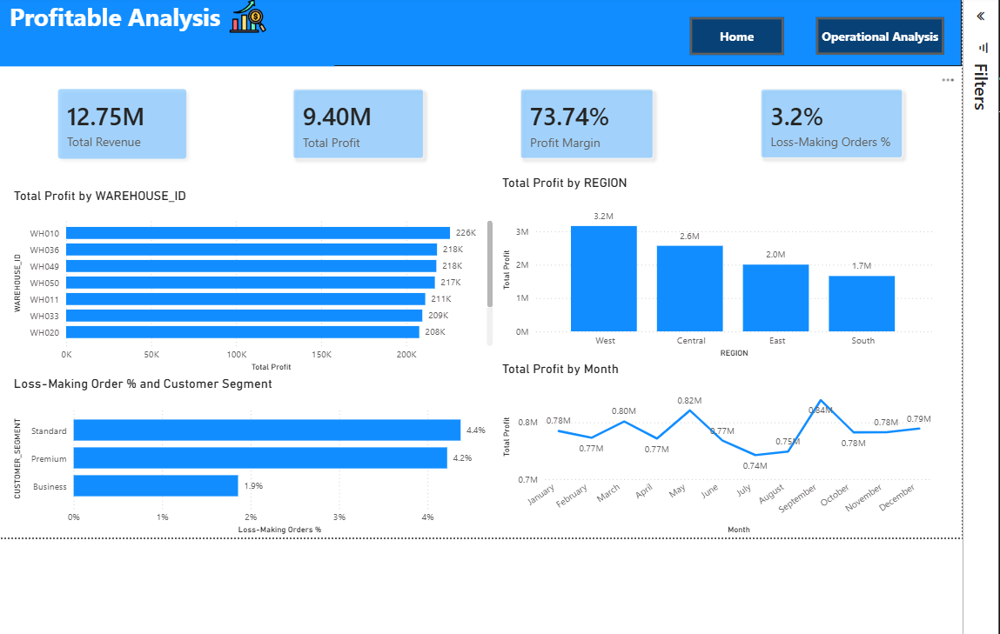 Profitable Analysis
Home
Operational Analysis
Filters
12.75M
Total Revenue
9.40M
Total Profit
73.74%
Profit Margin
3.2%
Loss-Making Orders %
Total Profit by WAREHOUSE_ID
WAREHOUSE_ID
WH010 226K
WH036 218K
WH049 218K
WH050 217K
WH011 211K
WH033 209K
WH020 208K
0K 50K 100K 150K 200K
Total Profit
Total Profit by REGION
Total Profit
3M
2M
1M
0M
3.2M
2.6M
2.0M
1.7M
West Central East South
REGION
Loss-Making Order % and Customer Segment
CUSTOMER_SEGMENT
Standard 4.4%
Premium 4.2%
Business 1.9%
0% 1% 2% 3% 4%
Loss-Making Orders %
Total Profit by Month
Total Profit
0.8M
0.7M
0.78M
0.77M
0.80M
0.77M
0.82M
0.77M
0.74M
0.75M
0.84M
0.78M
0.78M
0.79M
January February March April May June July August September October November December
Month